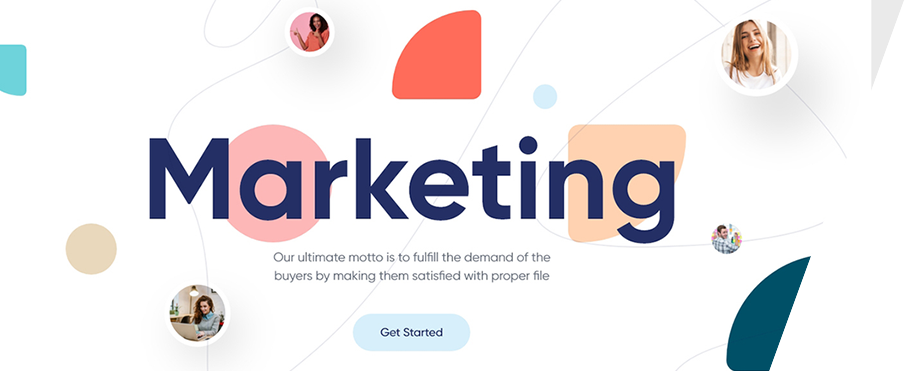 Marketing
Our ultimate motto is to fulfill the demand of the
buyers by making them satisfied with proper file
Get Started